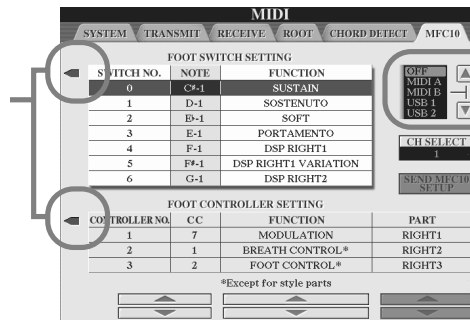 MIDI
SYSTEM TRANSMIT RECEIVE ROOT CHORD DETECT MFC10
FOOT SWITCH SETTING
SWITCH NO. NOTE FUNCTION
0 C#-1 SUSTAIN
1 D-1 SOSTENUTO
2 E♭-1 SOFT
3 E-1 PORTAMENTO
4 F-1 DSP RIGHT1
5 F#-1 DSP RIGHT1 VARIATION
6 G-1 DSP RIGHT2
OFF
MIDI A
MIDI B
USB 1
USB 2
CH SELECT
1
SEND MFC10
SETUP
FOOT CONTROLLER SETTING
CONTROLLER NO. CC FUNCTION PART
1 7 MODULATION RIGHT1
2 1 BREATH CONTROL* RIGHT2
3 2 FOOT CONTROL* RIGHT3
*Except for style parts